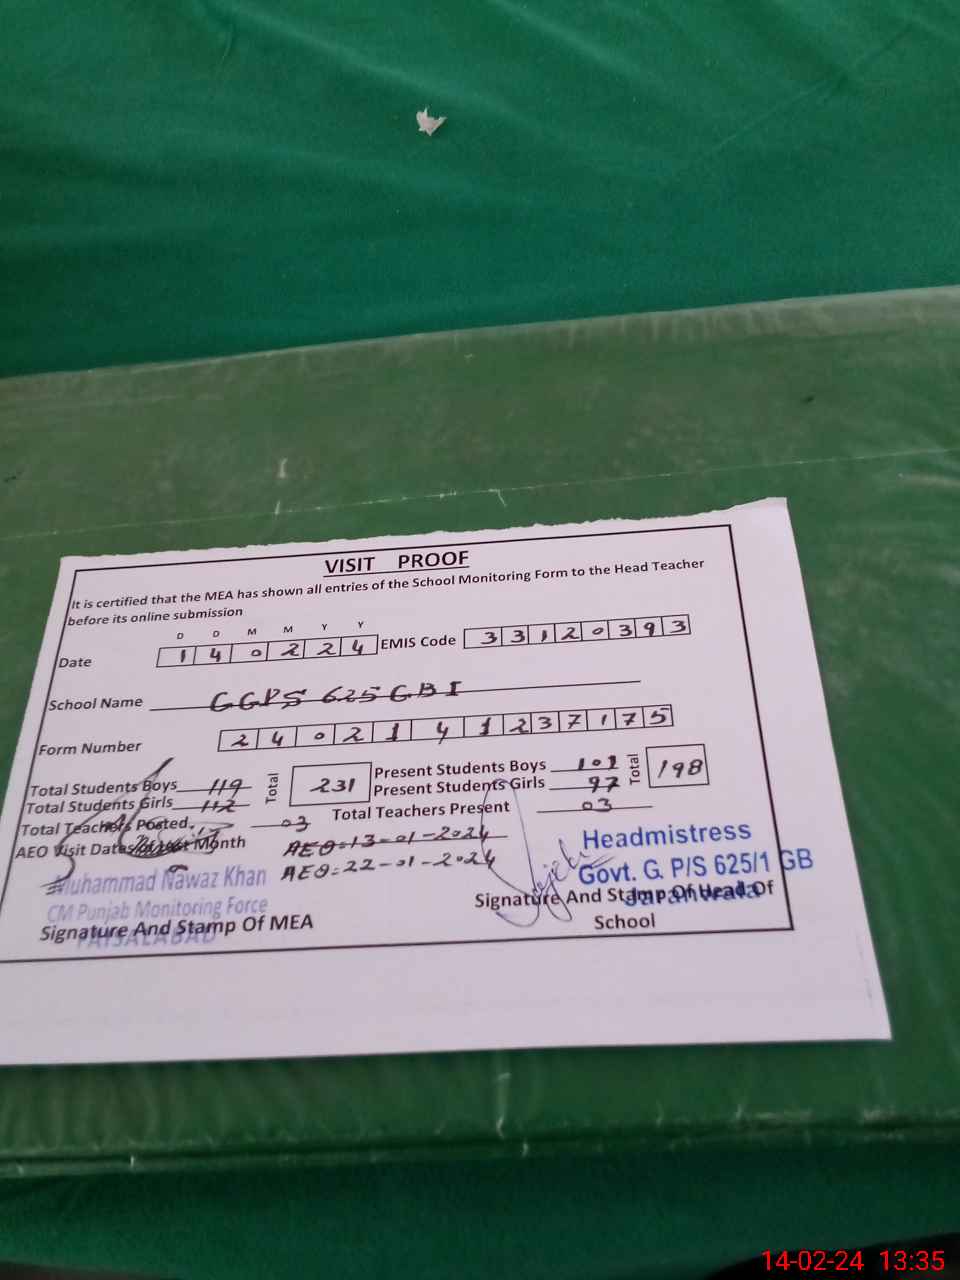 VISIT PROOF
It is certified that the MEA has shown all entries of the School Monitoring Form to the Head Teacher
before its online submission
D D M M Y Y
Date 1 4 0 2 2 4 EMIS Code 3 3 1 2 0 3 9 3
School Name GGPS 625 GB I
Form Number 2 4 0 2 1 4 1 2 3 7 1 7 5
Total Students Boys 119 Total 231 Present Students Boys 101 Total 198
Total Students Girls 112 Present Students Girls 97
Total Teachers Posted. 03 Total Teachers Present 03
AEO Visit Dates of Last Month AEO=13-01-2024
AEO=22-01-2024
Headmistress
Govt. G. P/S 625/1 GB
Jaranwala
Muhammad Nawaz Khan
CM Punjab Monitoring Force
FAISALABAD
Signature And Stamp Of MEA
Signature And Stamp Of Head Of
School
14-02-24 13:35